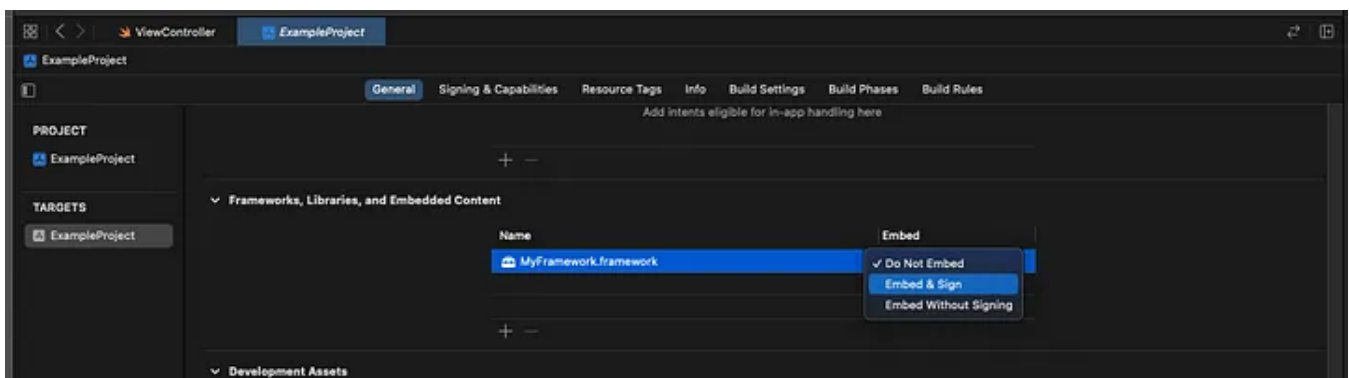 ViewController ExampleProject
ExampleProject
General Signing & Capabilities Resource Tags Info Build Settings Build Phases Build Rules
Add intents eligible for in-app handling here
PROJECT
ExampleProject
TARGETS
ExampleProject
Frameworks, Libraries, and Embedded Content
Name Embed
MyFramework.framework
Do Not Embed
Embed & Sign
Embed Without Signing
Development Assets